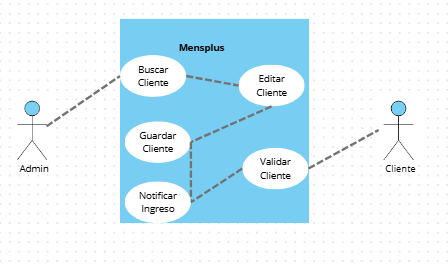 Mensplus
Buscar
Cliente
Editar
Cliente
Guardar
Cliente
Validar
Cliente
Admin
Cliente
Notificar
Ingreso